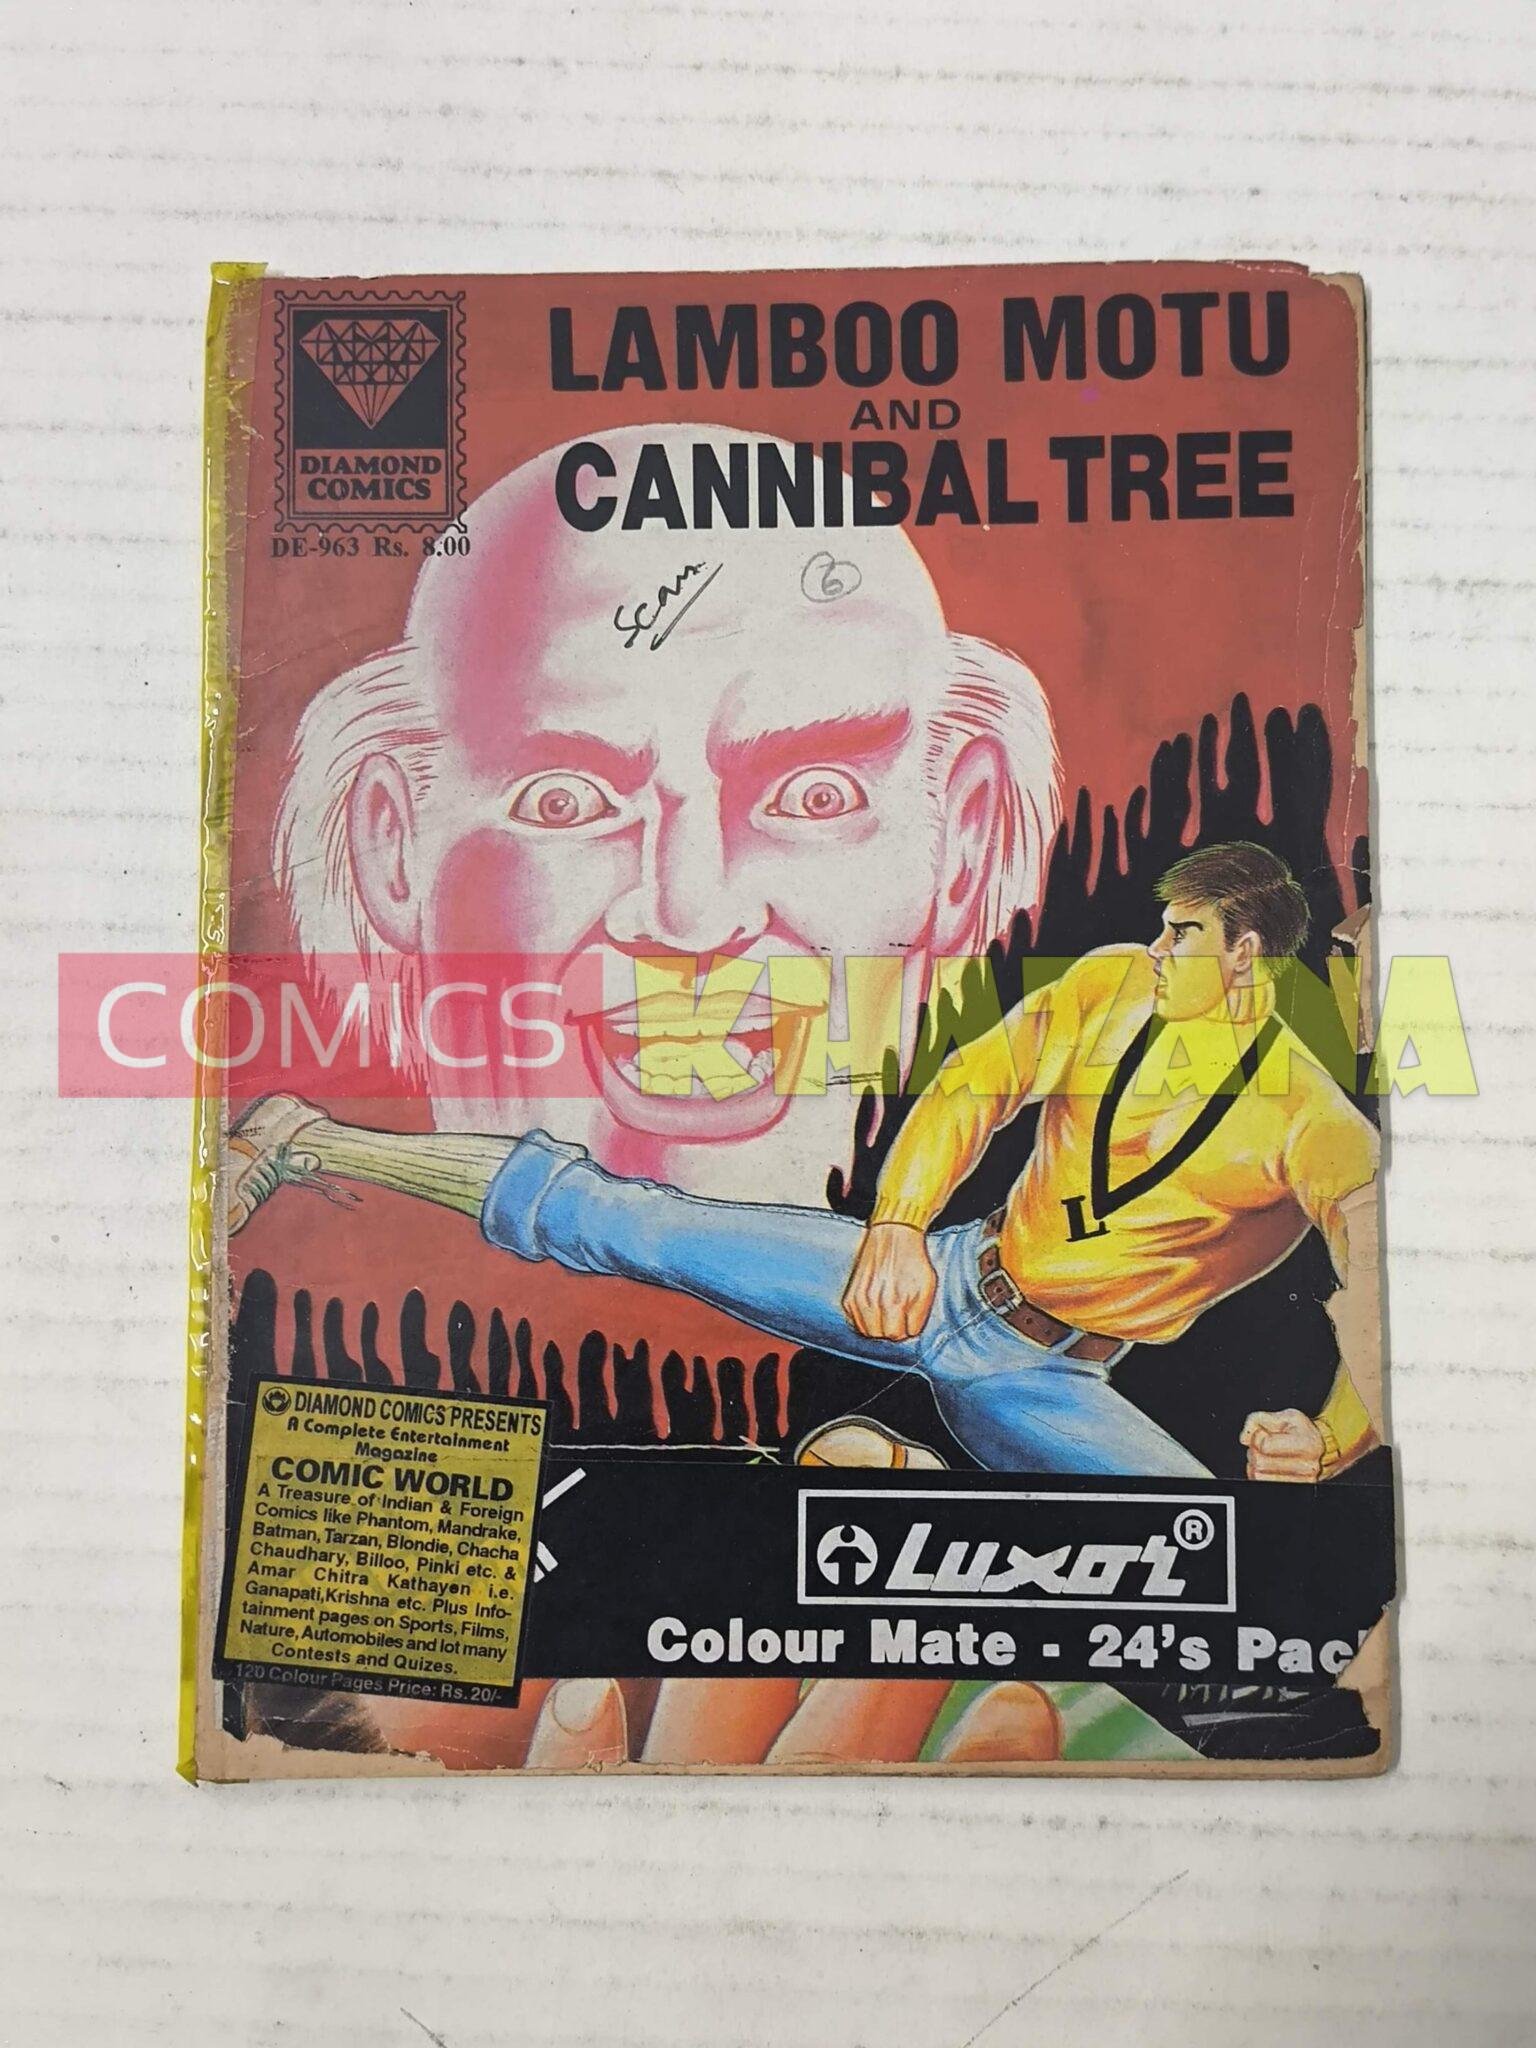 LAMBOO MOTU
AND
CANNIBAL TREE
DIAMOND
COMICS
DE-963 Rs. 8.00
Scan
6
COMICS KHAZANA
L
DIAMOND COMICS PRESENTS
A Complete Entertainment
Magazine
COMIC WORLD
A Treasure of Indian & Foreign
Comics like Phantom, Mandrake,
Batman, Tarzan, Blondie, Chacha
Chaudhary, Billoo, Pinki etc. &
Amar Chitra Kathayen i.e.
Ganapati,Krishna etc. Plus Info-
tainment pages on Sports, Films,
Nature, Automobiles and lot many
Contests and Quizes.
120 Colour Pages Price: Rs. 20/-
Luxor®
Colour Mate - 24's Pac